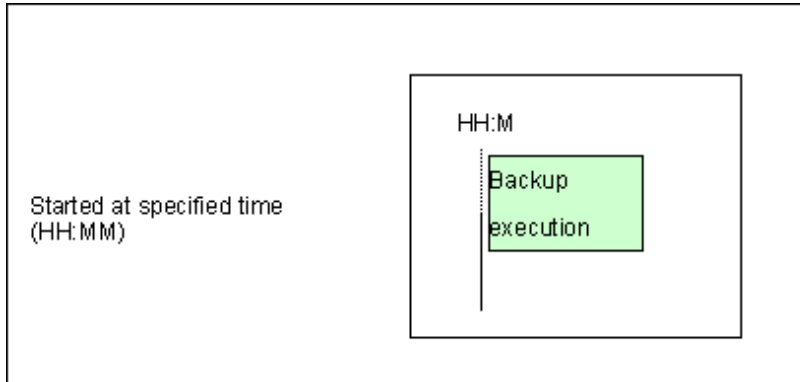 HH:M
Backup
execution
Started at specified time
(HH:MM)